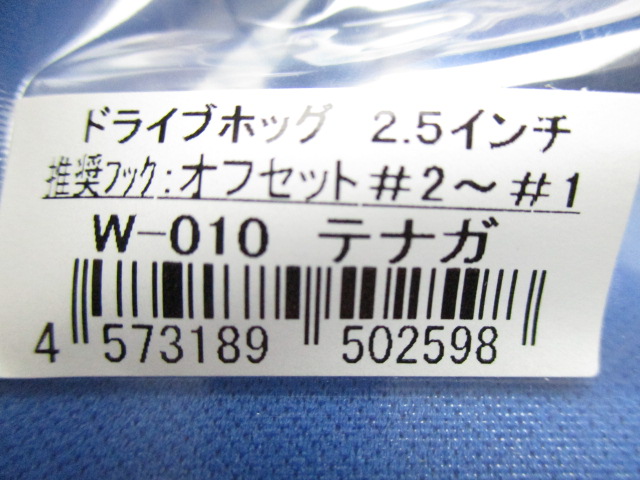 ドライブホッグ 2.5インチ
推奨フック:オフセット#2~#1
W-010 テナガ
4 573189 502598